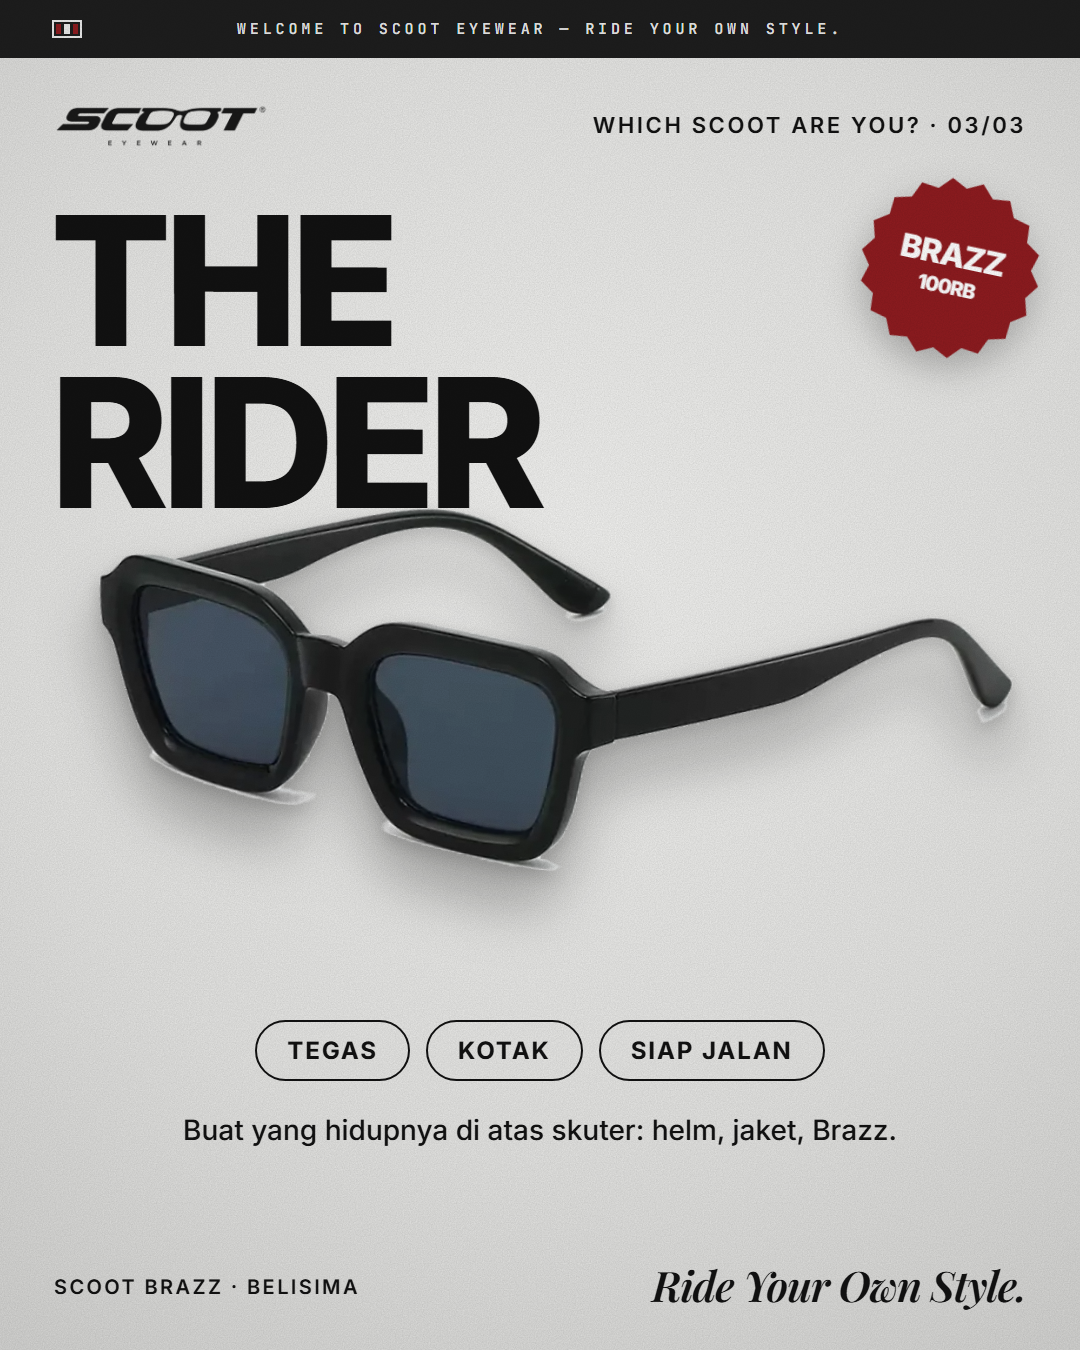 WELCOME TO SCOOT EYEWEAR — RIDE YOUR OWN STYLE.
SCOOT®
EYEWEAR
WHICH SCOOT ARE YOU? · 03/03
THE
RIDER
BRAZZ
100RB
TEGAS
KOTAK
SIAP JALAN
Buat yang hidupnya di atas skuter: helm, jaket, Brazz.
SCOOT BRAZZ · BELISIMA
Ride Your Own Style.